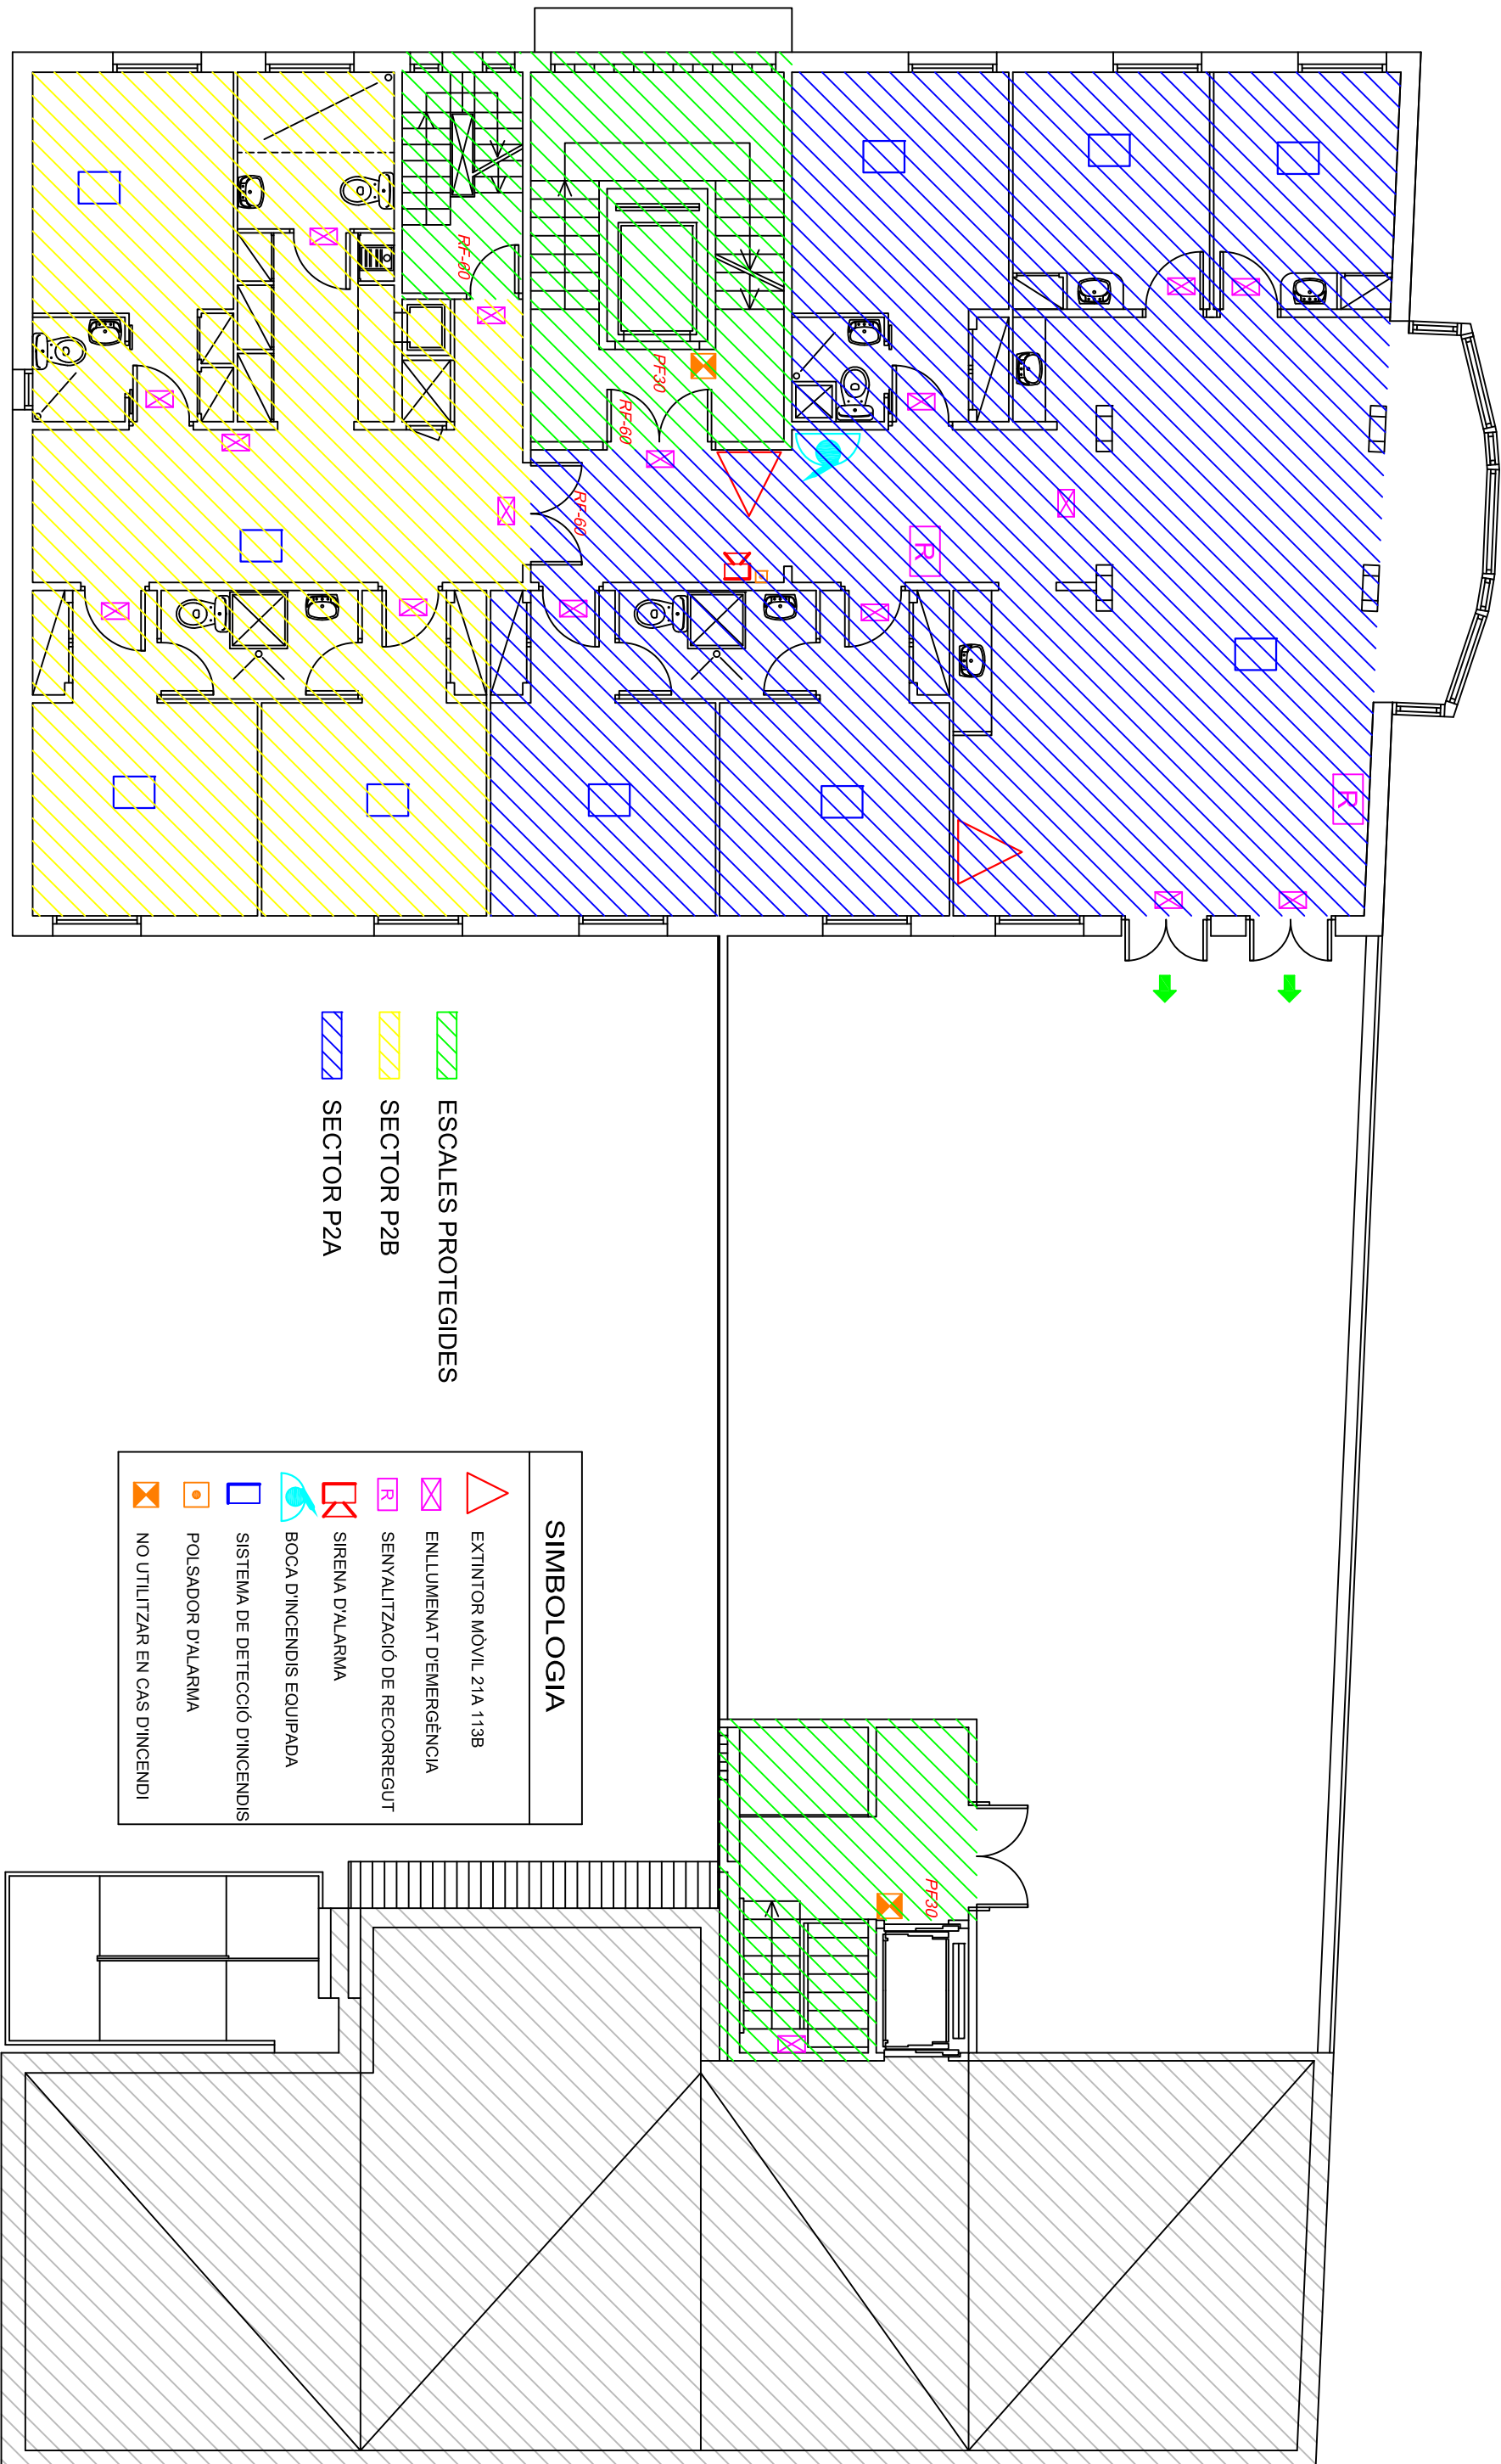 RF-60
PF30
RF-60
RF-60
R
R
PF30
ESCALES PROTEGIDES
SECTOR P2B
SECTOR P2A
SIMBOLOGIA
EXTINTOR MÒVIL 21A 113B
ENLLUMENAT D'EMERGÈNCIA
R SENYALITZACIÓ DE RECORREGUT
SIRENA D'ALARMA
BOCA D'INCENDIS EQUIPADA
SISTEMA DE DETECCIÓ D'INCENDIS
POLSADOR D'ALARMA
NO UTILITZAR EN CAS D'INCENDI